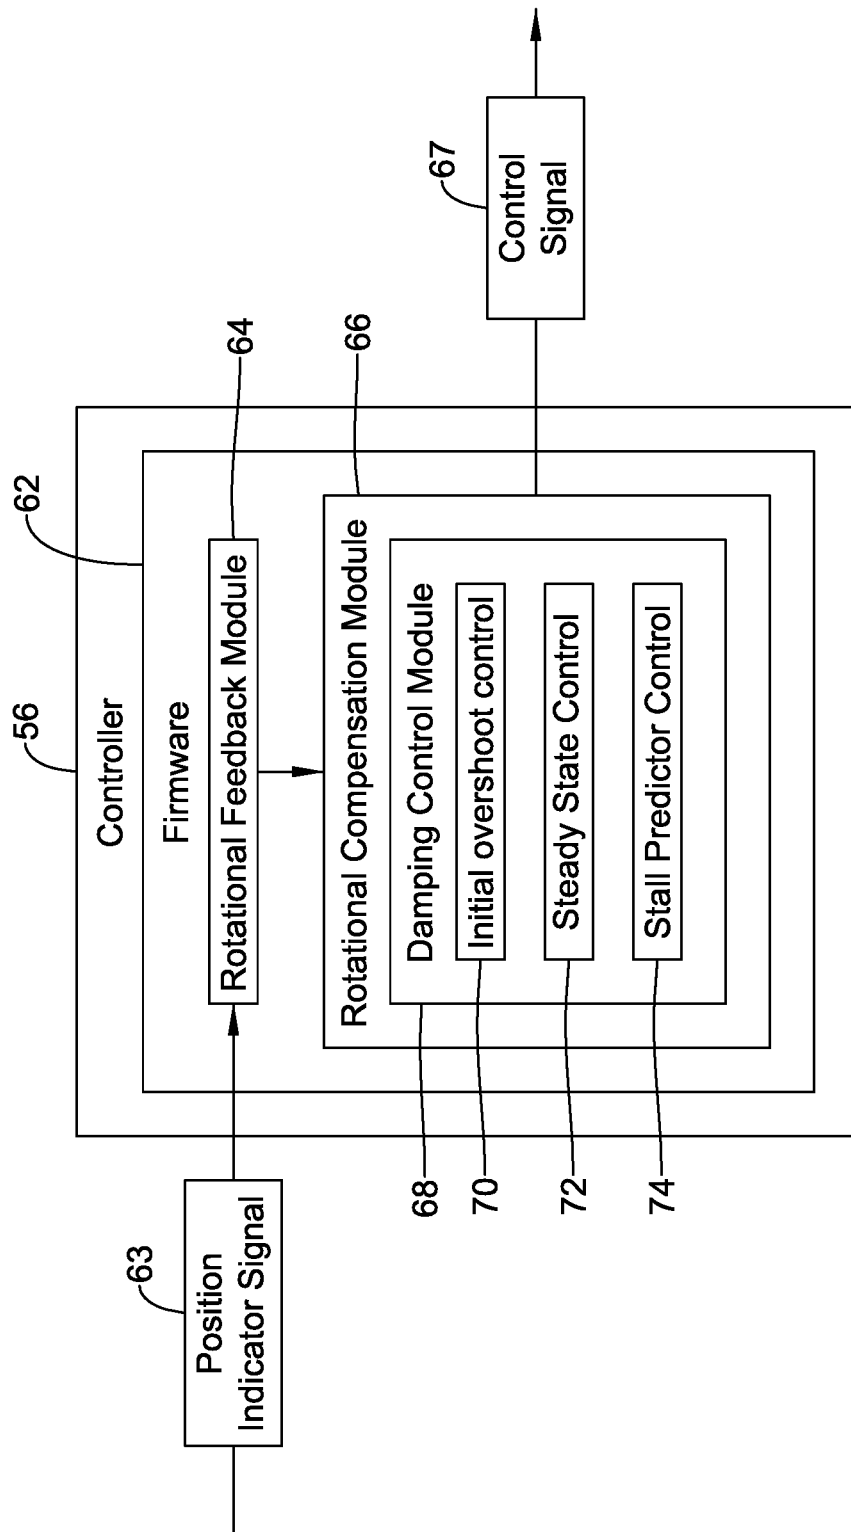 56
Controller
62
Firmware
63
Position
Indicator Signal
Rotational Feedback Module
64
Rotational Compensation Module
66
67
Control
Signal
Damping Control Module
68
Initial overshoot control
70
Steady State Control
72
Stall Predictor Control
74